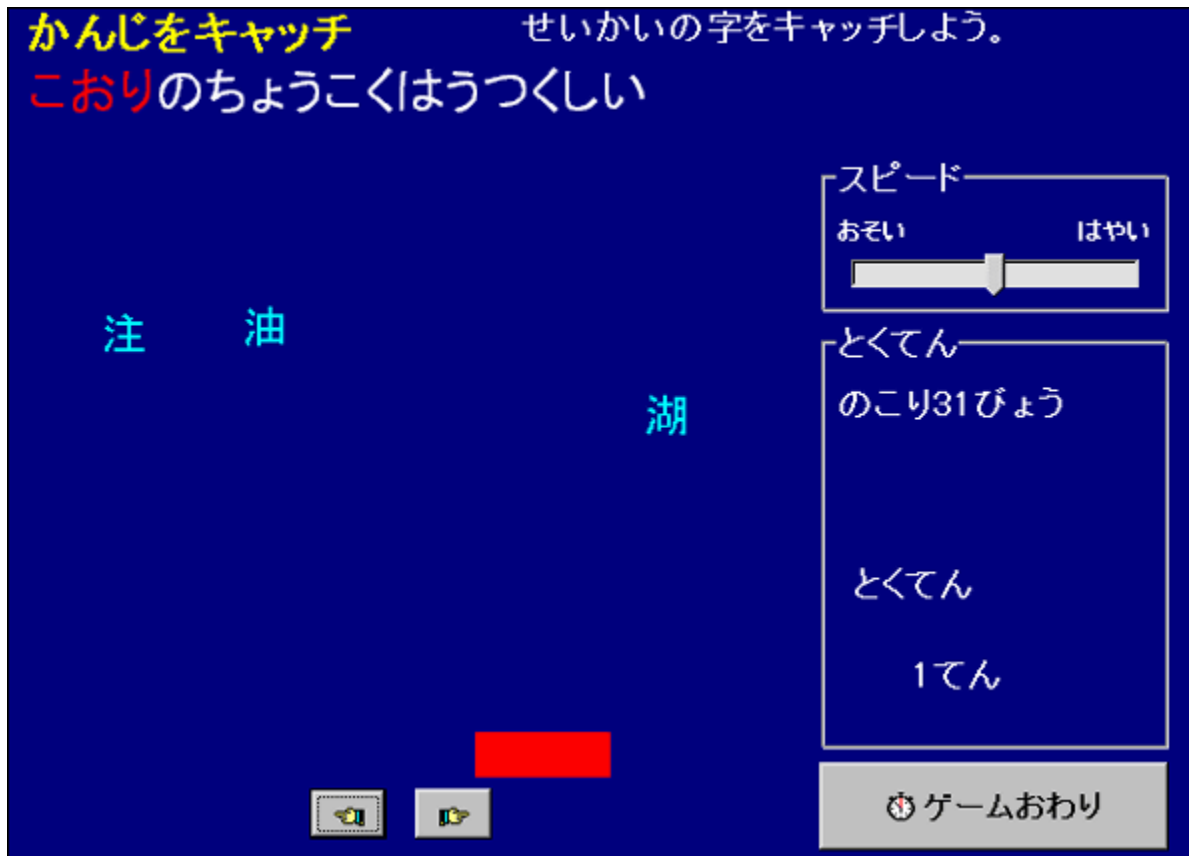 かんじをキャッチ
せいかいの字をキャッチしよう。
こおりのちょうこくはうつくしい
スピード
おそい はやい
注 油
湖
とくてん
のこり31びょう
とくてん
1てん
ゲームおわり